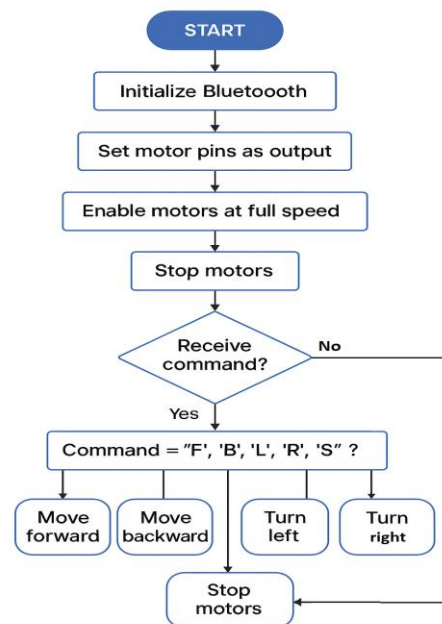 START
Initialize Bluetoooth
Set motor pins as output
Enable motors at full speed
Stop motors
Receive
command?
No
Yes
Command = "F', 'B', 'L', 'R', 'S" ?
Move
forward
Move
backward
Turn
left
Turn
right
Stop
motors